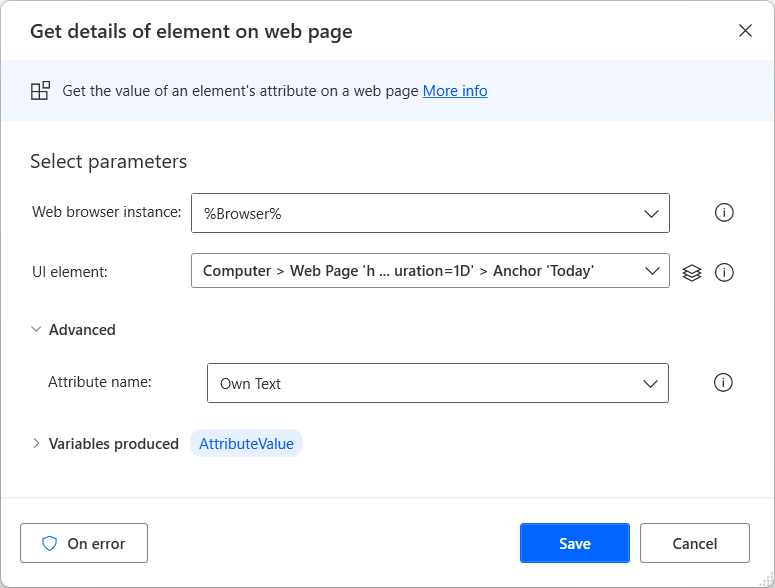 Get details of element on web page
Get the value of an element's attribute on a web page More info
Select parameters
Web browser instance: %Browser%
UI element: Computer > Web Page 'h ... uration=1D' > Anchor 'Today'
Advanced
Attribute name: Own Text
Variables produced AttributeValue
On error Save Cancel